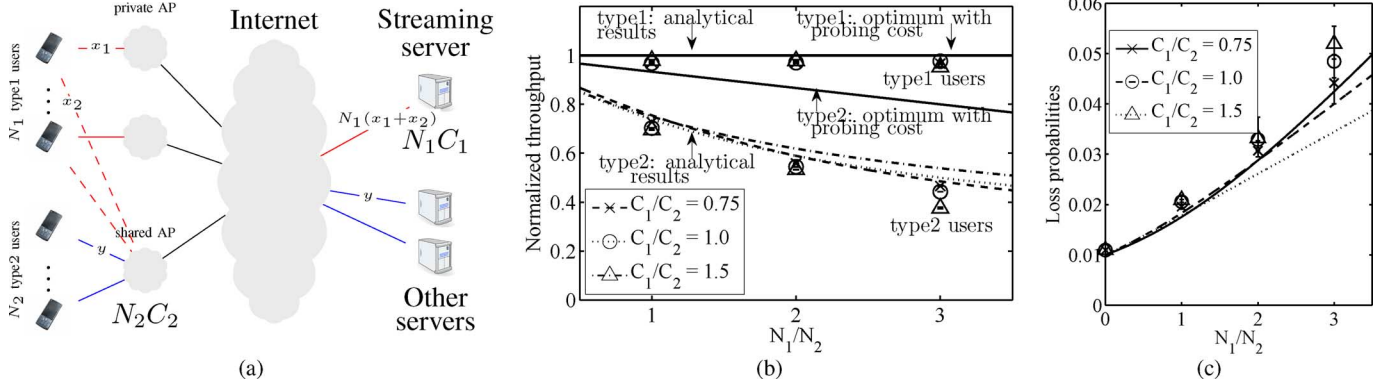 private AP
Internet
Streaming
server
x1
N1 type1 users
x2
N1(x1+x2)
N1C1
shared AP
y
N2 type2 users
y
N2C2
Other
servers
(a)
type1: analytical
results
type1: optimum with
probing cost
type1 users
type2: optimum with
probing cost
type2: analytical
results
type2 users
C1/C2 = 0.75
C1/C2 = 1.0
C1/C2 = 1.5
Normalized throughput
1
0.8
0.6
0.4
0.2
0
1
2
3
N1/N2
(b)
C1/C2 = 0.75
C1/C2 = 1.0
C1/C2 = 1.5
Loss probabilities
0.06
0.05
0.04
0.03
0.02
0.01
0
0
1
2
3
N1/N2
(c)